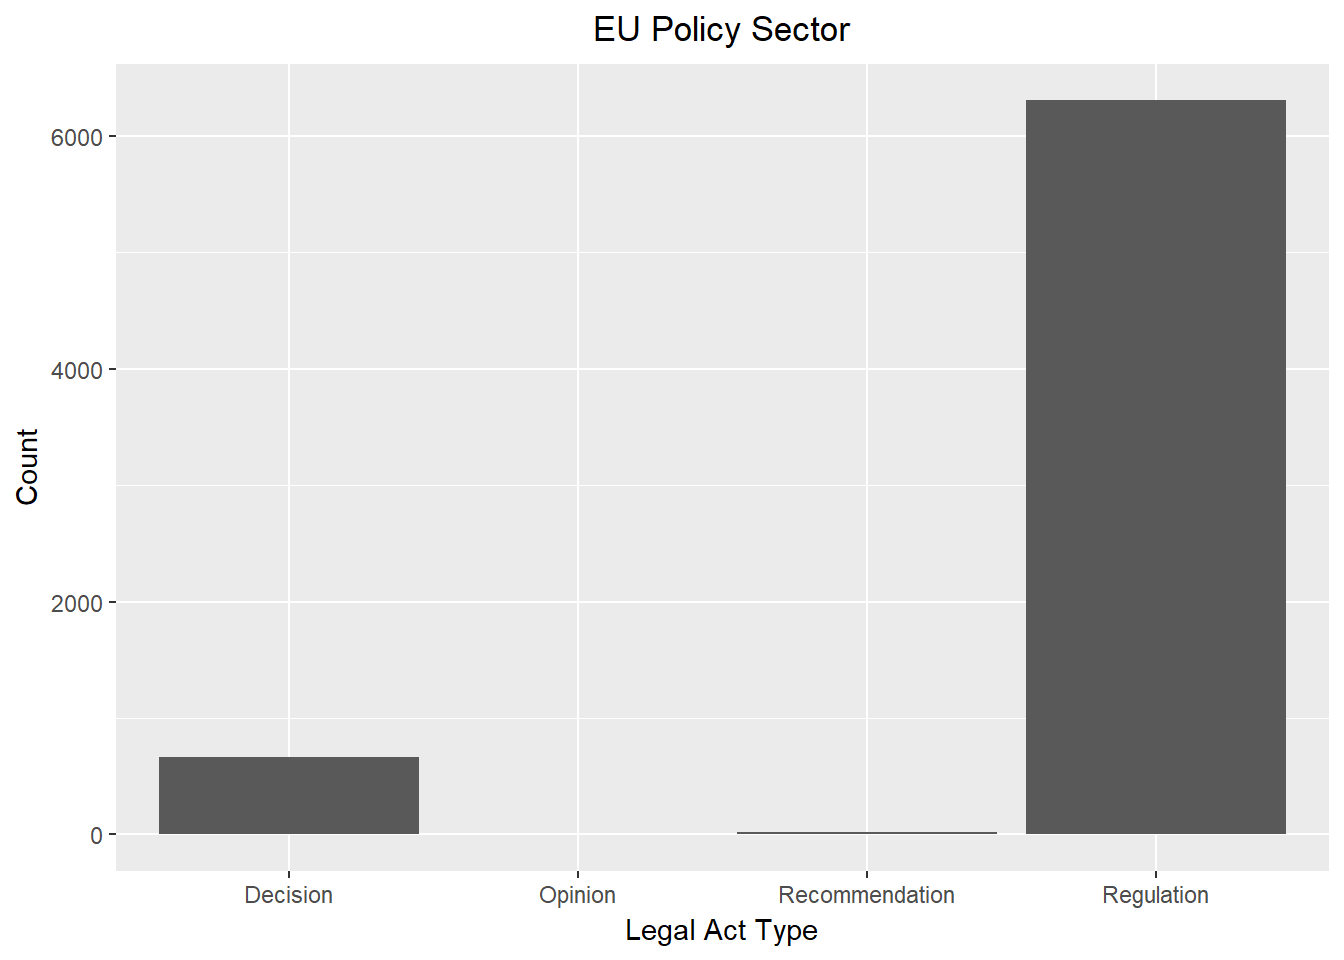 EU Policy Sector
6000
4000
2000
0
Count
Decision
Opinion
Recommendation
Regulation
Legal Act Type